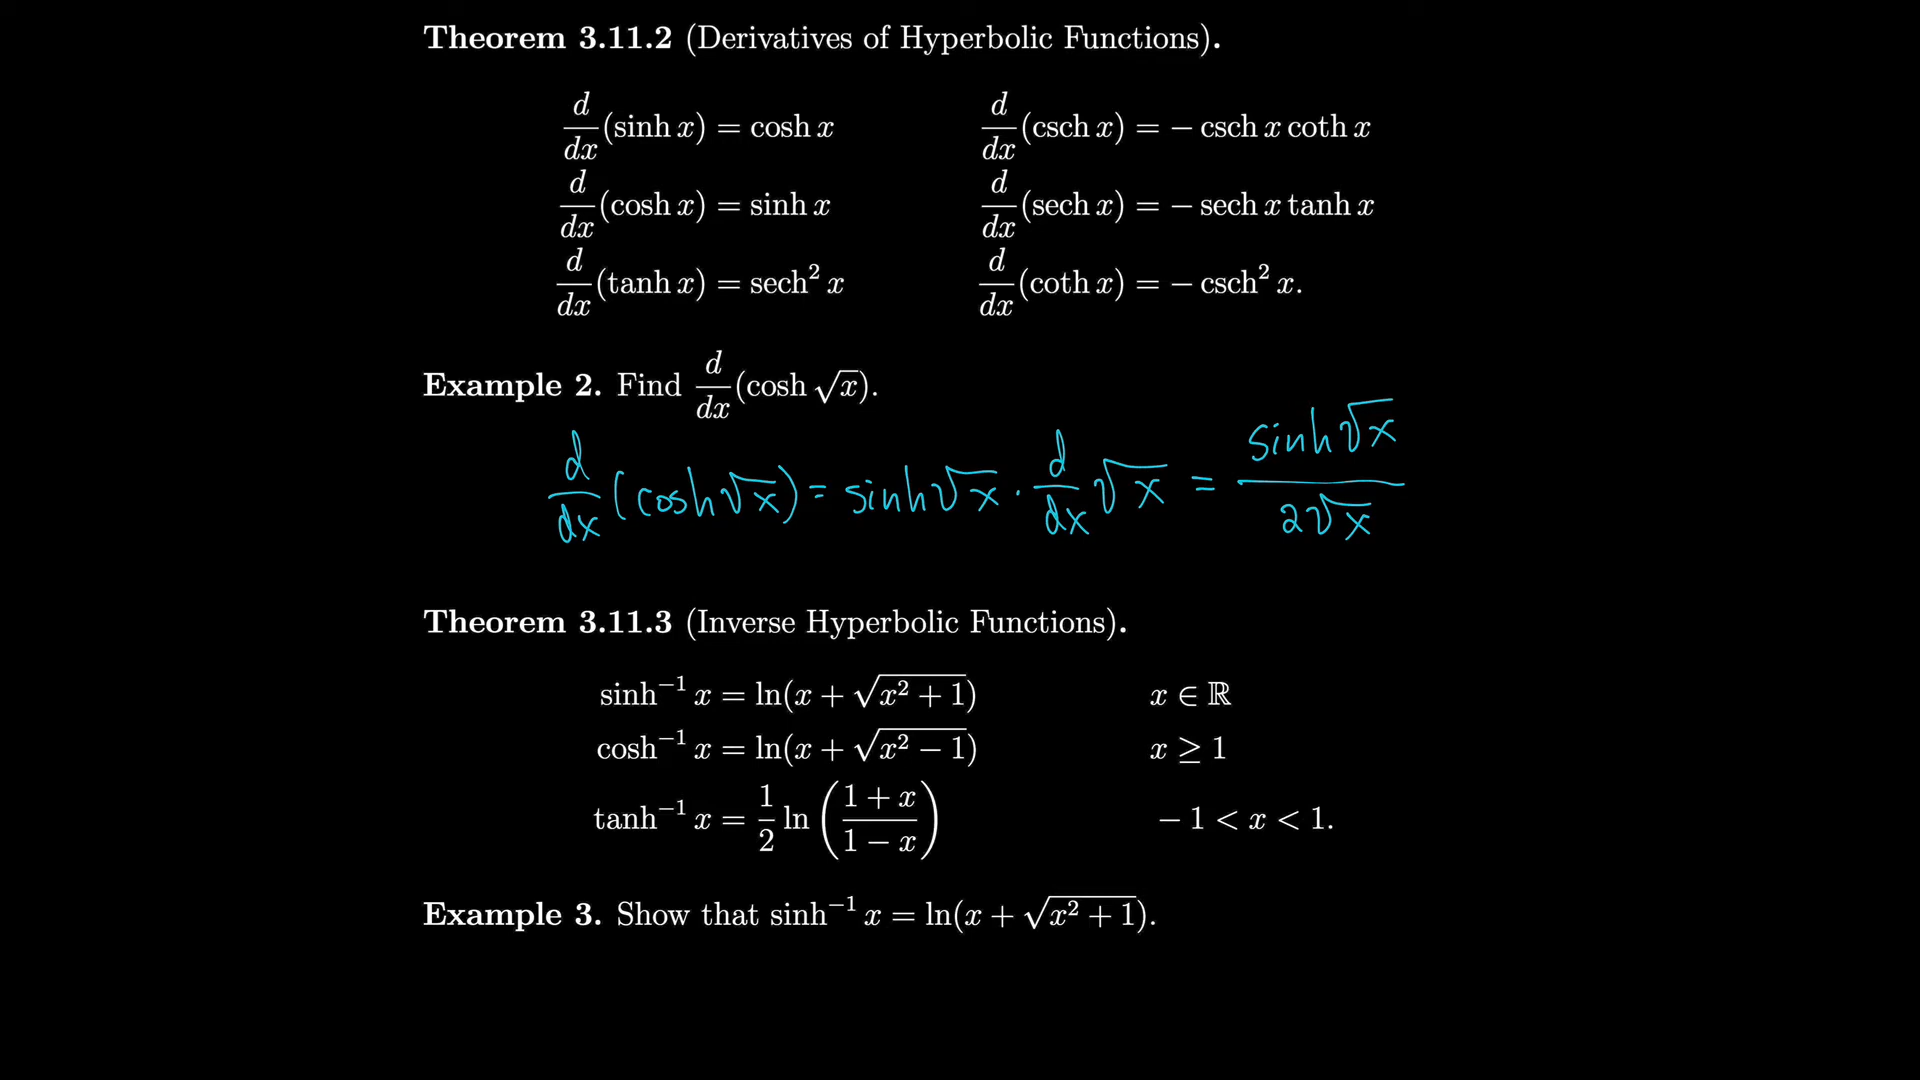 Theorem 3.11.2 (Derivatives of Hyperbolic Functions).
d/dx (sinh x) = cosh x    d/dx (csch x) = − csch x coth x
d/dx (cosh x) = sinh x    d/dx (sech x) = − sech x tanh x
d/dx (tanh x) = sech² x    d/dx (coth x) = − csch² x.
Example 2. Find d/dx (cosh √x).
d/dx (cosh √x) = sinh √x · d/dx √x = sinh √x / 2√x
Theorem 3.11.3 (Inverse Hyperbolic Functions).
sinh⁻¹ x = ln(x + √(x² + 1))    x ∈ ℝ
cosh⁻¹ x = ln(x + √(x² − 1))    x ≥ 1
tanh⁻¹ x = 1/2 ln ((1 + x)/(1 − x))    − 1 < x < 1.
Example 3. Show that sinh⁻¹ x = ln(x + √(x² + 1)).